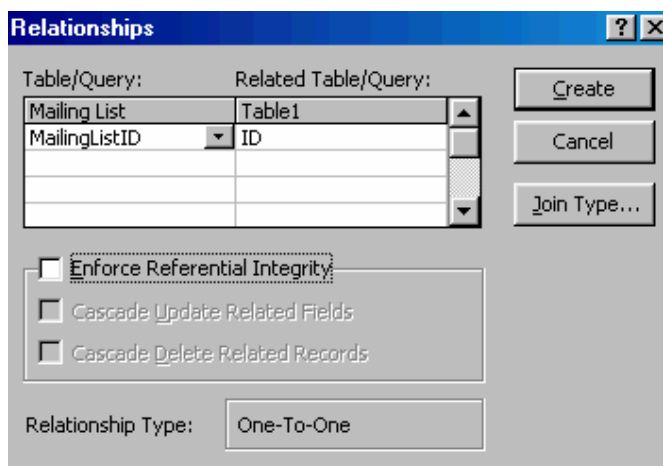 Relationships
Table/Query: Related Table/Query:
Mailing List Table1
MailingListID ID
Create
Cancel
Join Type...
Enforce Referential Integrity
Cascade Update Related Fields
Cascade Delete Related Records
Relationship Type: One-To-One